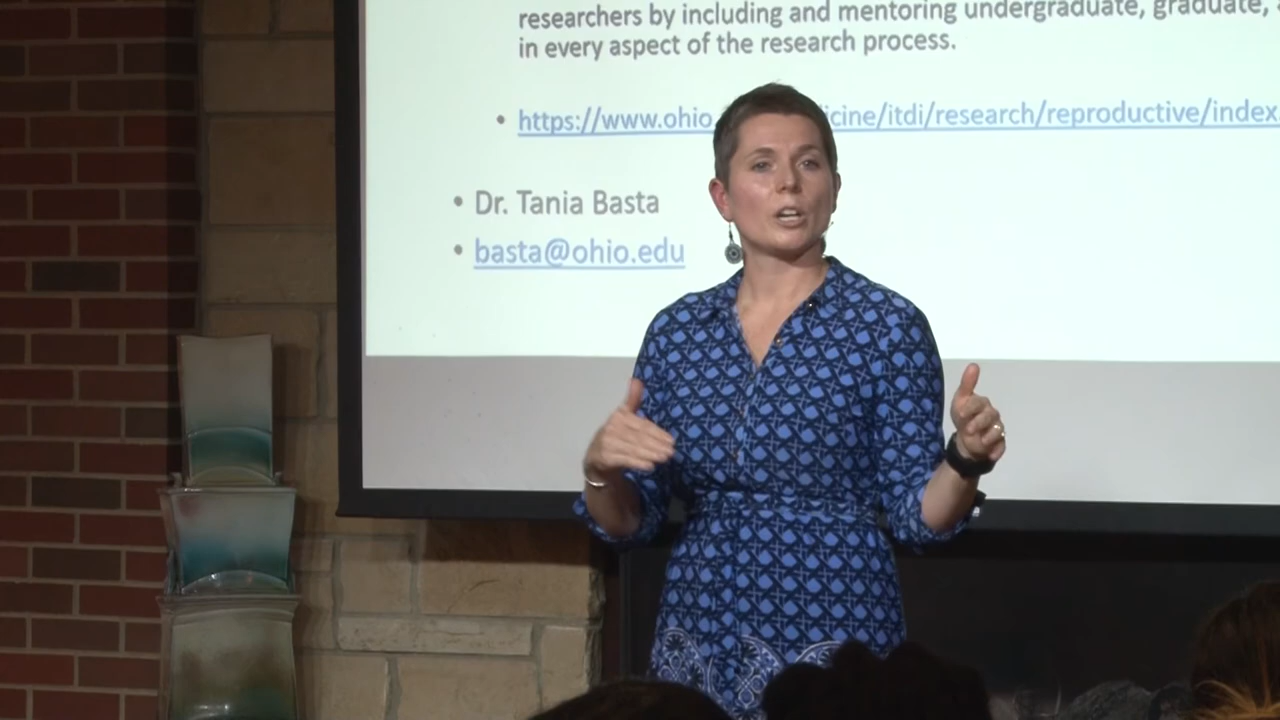 researchers by including and mentoring undergraduate, graduate,
in every aspect of the research process.
• https://www.ohio. icine/itdi/research/reproductive/index.
• Dr. Tania Basta
• basta@ohio.edu